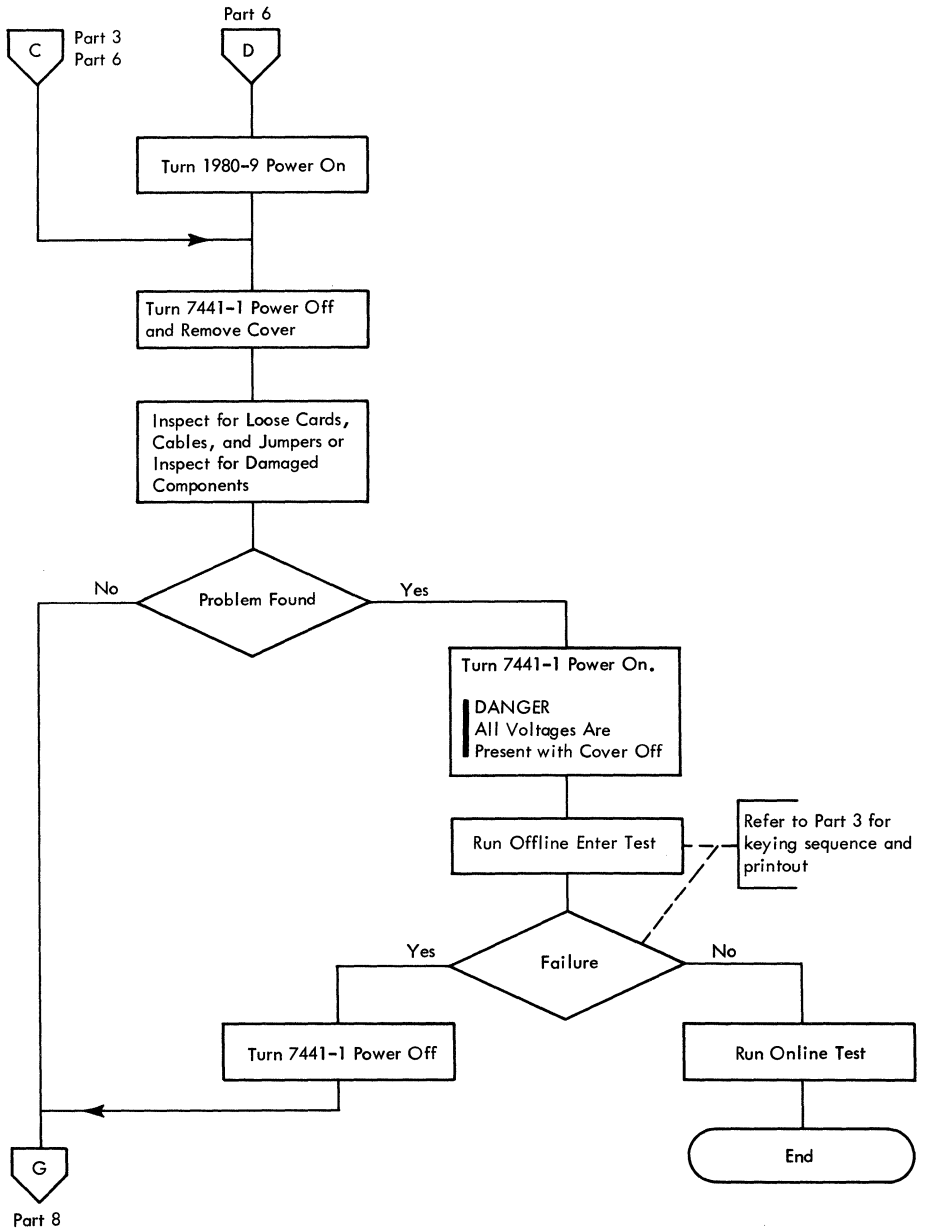 Part 6
C
Part 3
Part 6
D
Turn 1980-9 Power On
Turn 7441-1 Power Off
and Remove Cover
Inspect for Loose Cards,
Cables, and Jumpers or
Inspect for Damaged
Components
No
Problem Found
Yes
Turn 7441-1 Power On.
DANGER
All Voltages Are
Present with Cover Off
Run Offline Enter Test
Refer to Part 3 for
keying sequence and
printout
Yes
Failure
No
Turn 7441-1 Power Off
Run Online Test
End
G
Part 8